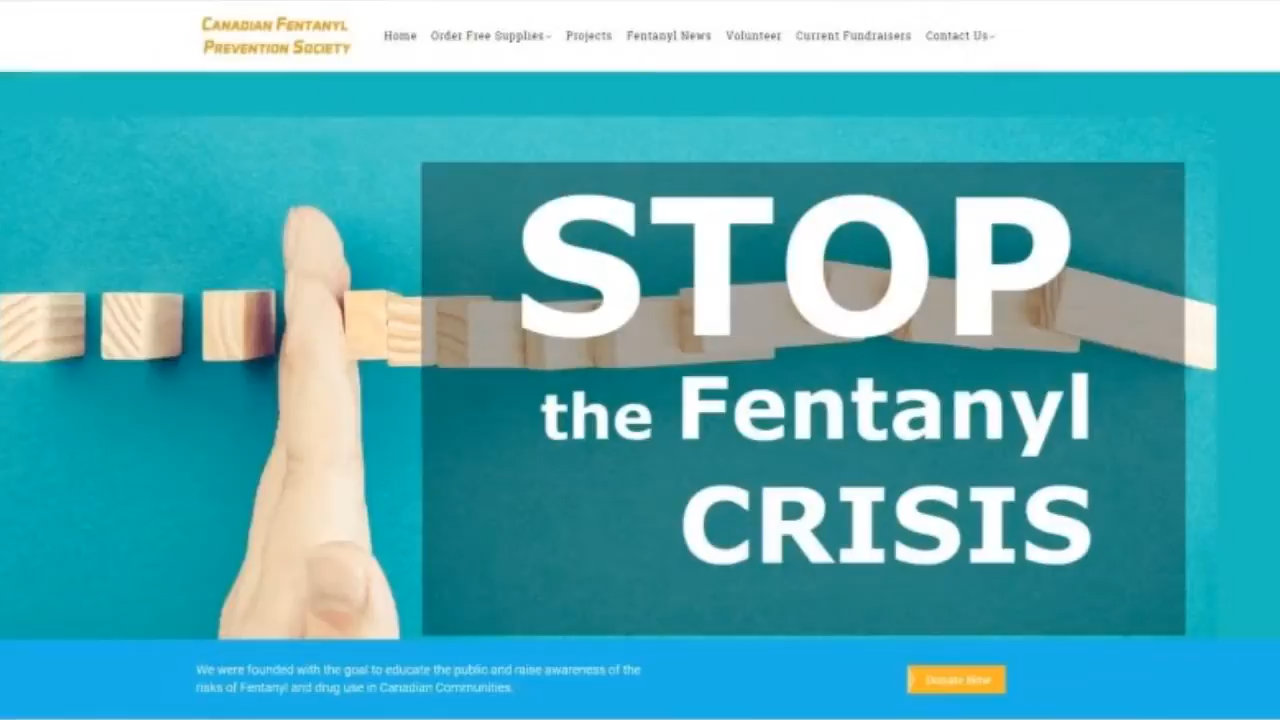 Canadian Fentanyl
Prevention Society
Home Order Free Supplies Projects Fentanyl News Volunteer Current Fundraisers Contact Us
STOP
the Fentanyl
CRISIS
We were founded with the goal to educate the public and raise awareness of the
risks of Fentanyl and drug use in Canadian Communities.
Donate Now